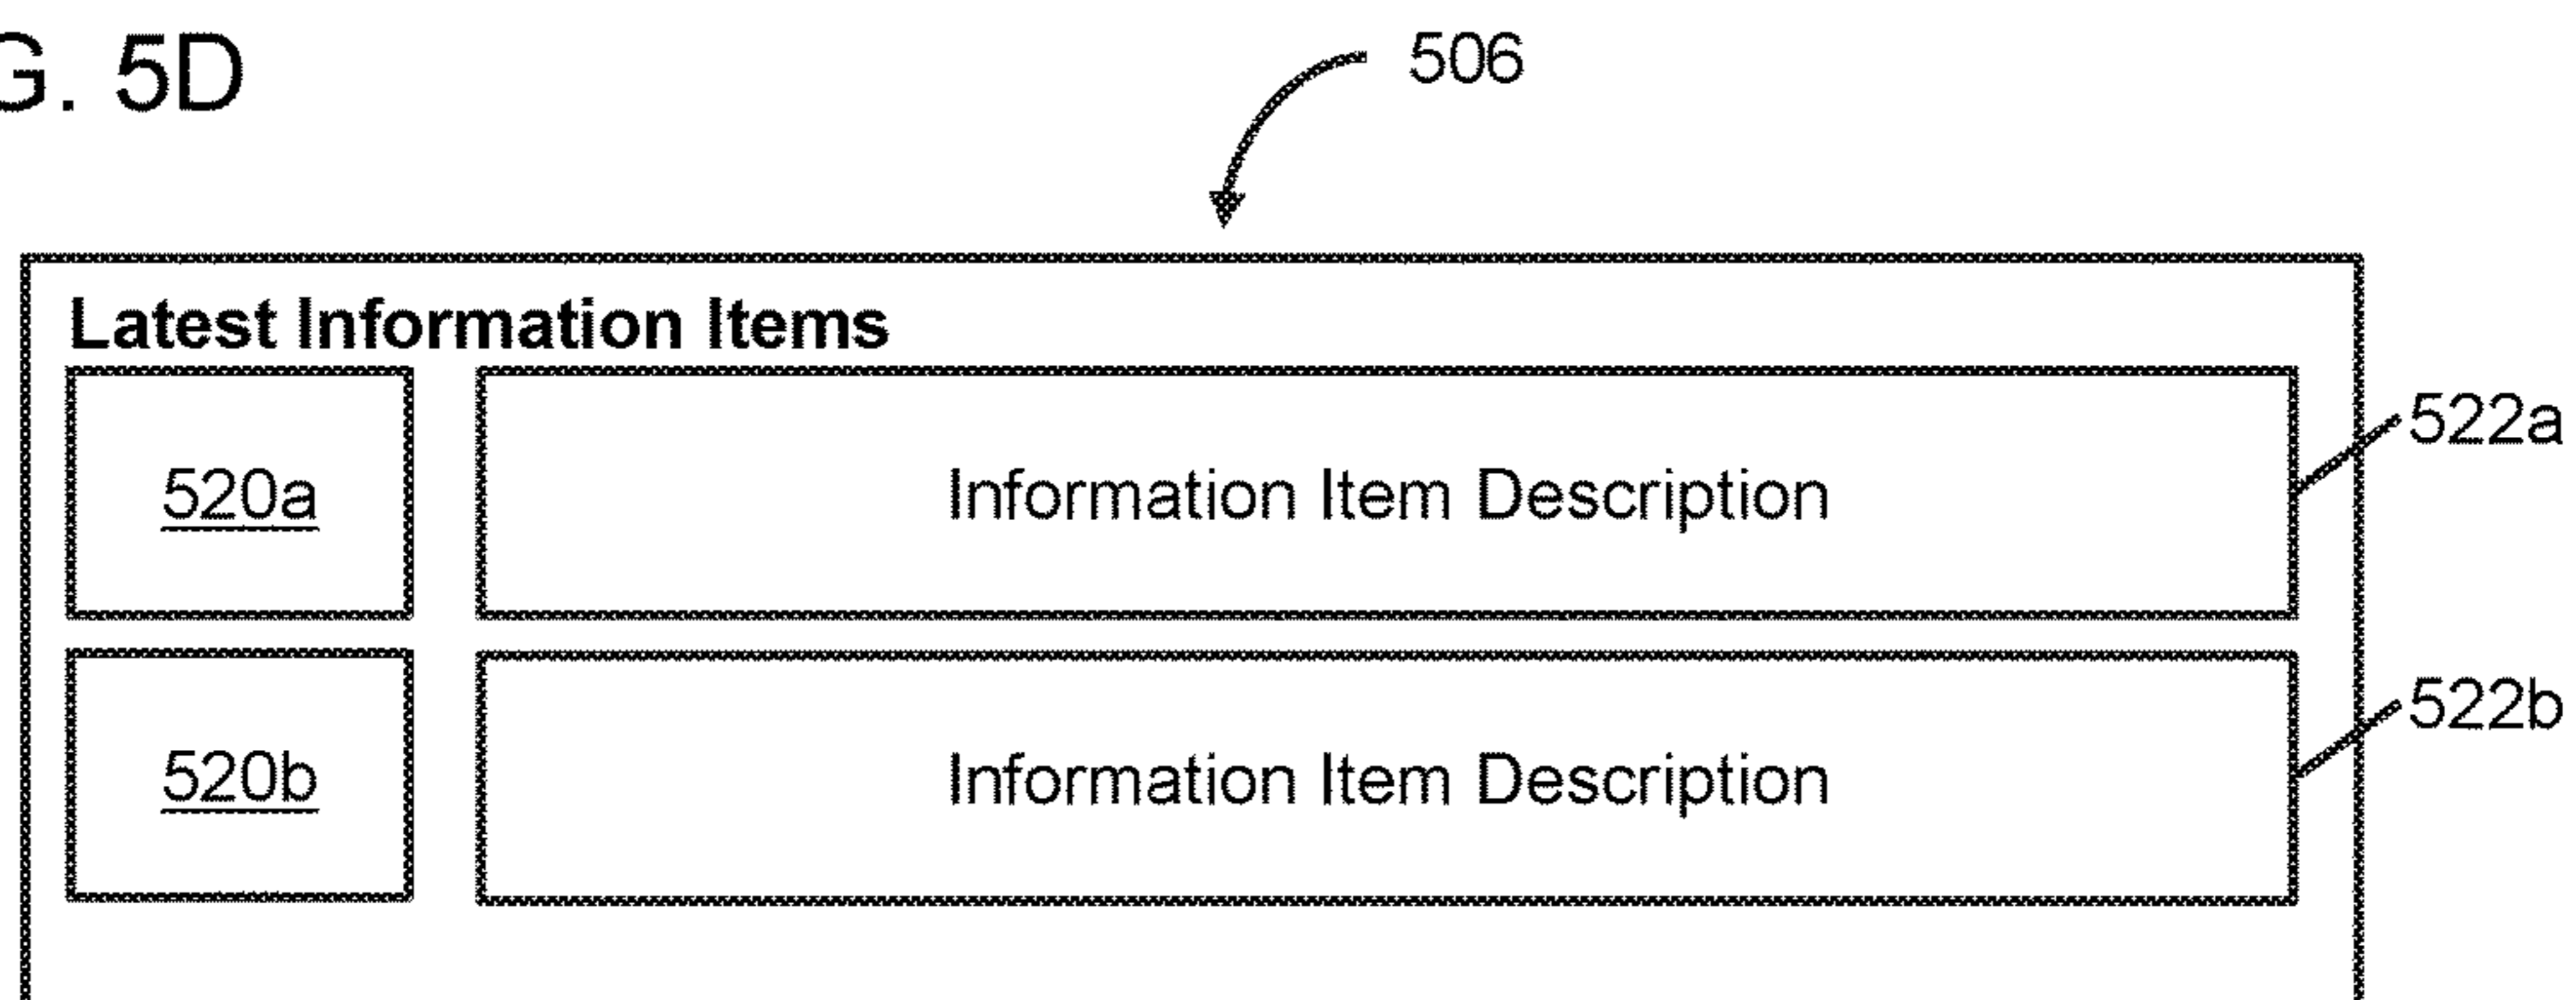 G. 5D
506
Latest Information Items
520a
Information Item Description
522a
520b
Information Item Description
522b